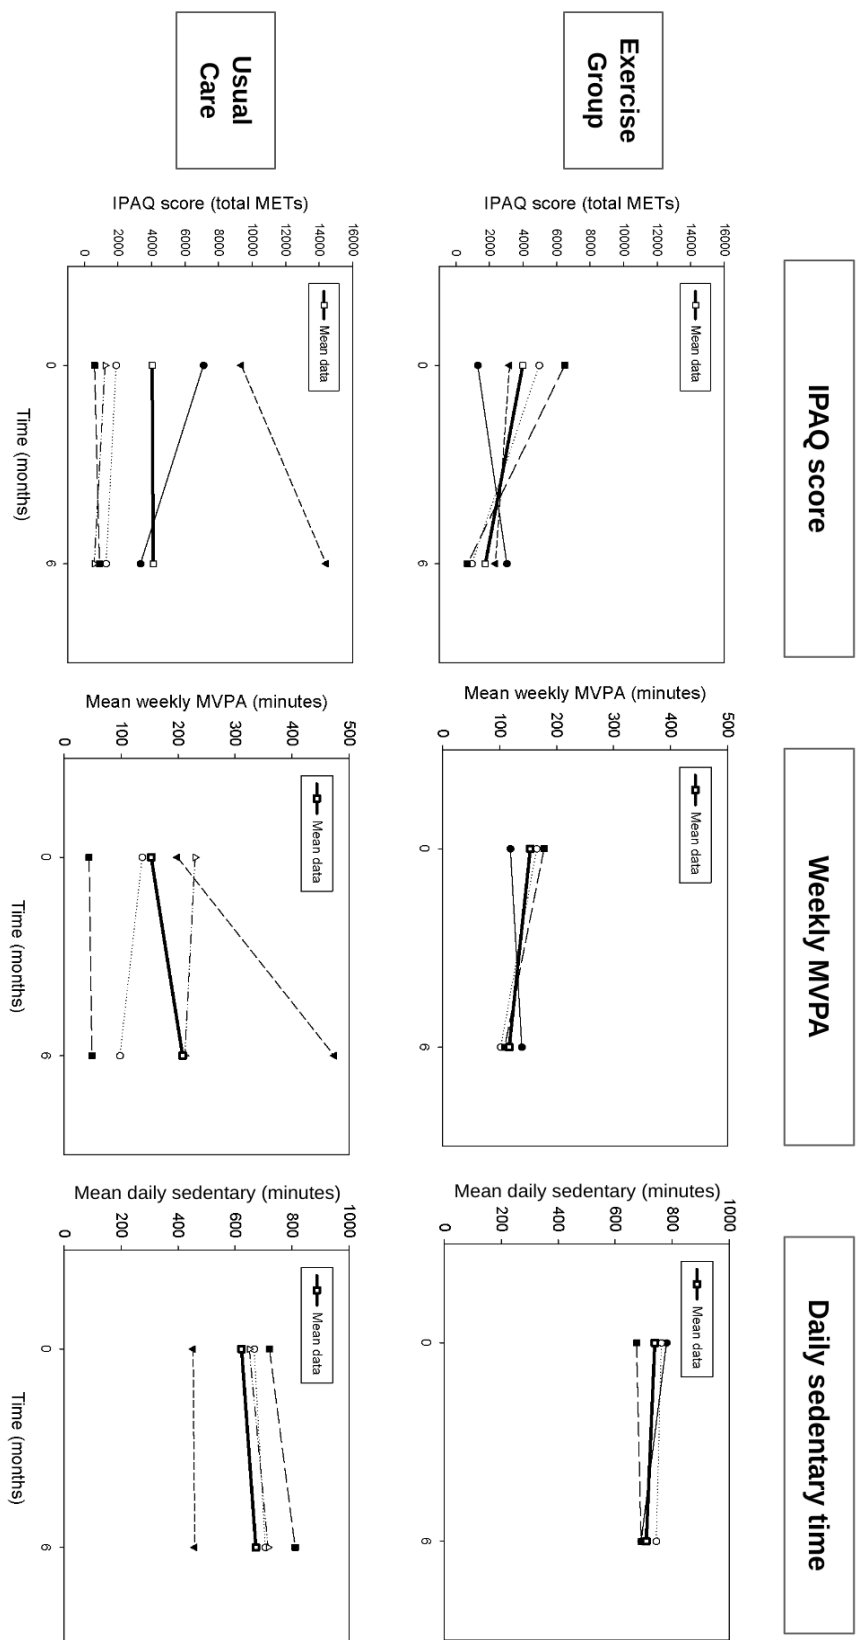 IPAQ score
Weekly MVPA
Daily sedentary time
Exercise
Group
IPAQ score (total METs)
16000
14000
12000
10000
8000
6000
4000
2000
0
Mean data
0 6
Mean weekly MVPA (minutes)
500
400
300
200
100
0
Mean data
0 6
Mean daily sedentary (minutes)
1000
800
600
400
200
0
Mean data
0 6
Usual
Care
IPAQ score (total METs)
16000
14000
12000
10000
8000
6000
4000
2000
0
Mean data
0 6
Time (months)
Mean weekly MVPA (minutes)
500
400
300
200
100
0
Mean data
0 6
Time (months)
Mean daily sedentary (minutes)
1000
800
600
400
200
0
Mean data
0 6
Time (months)